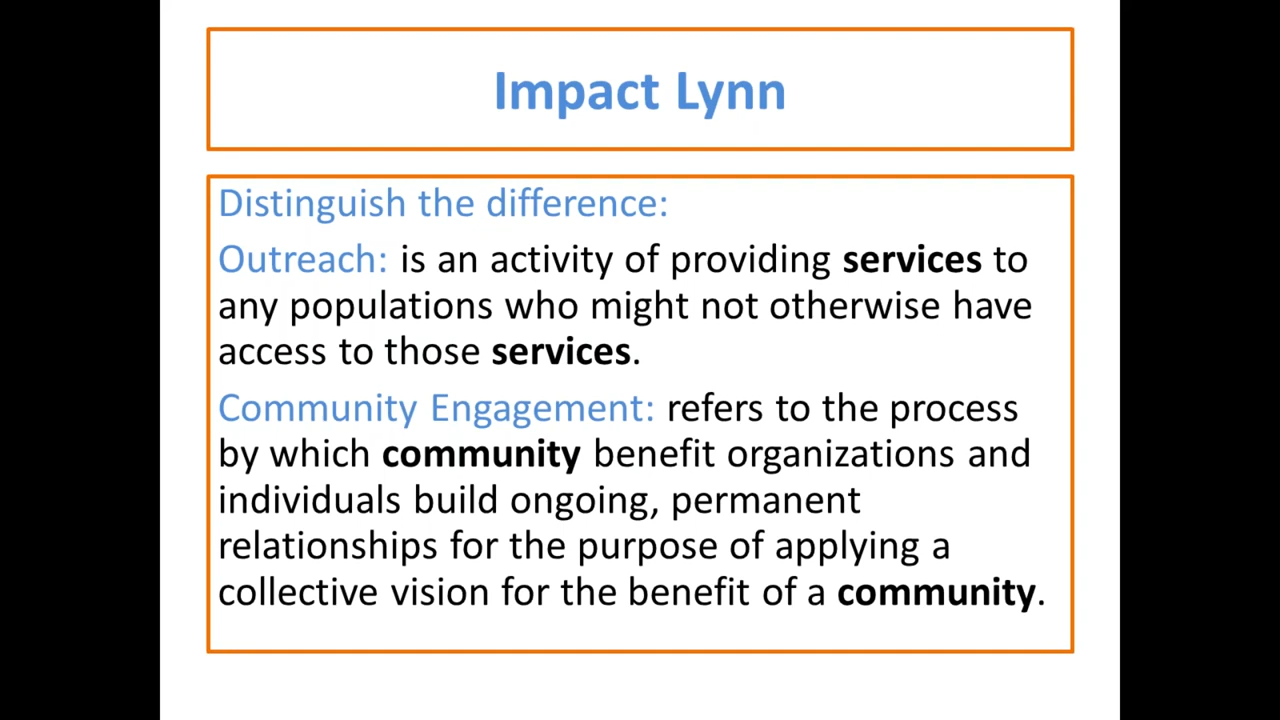 Impact Lynn
Distinguish the difference:
Outreach: is an activity of providing services to
any populations who might not otherwise have
access to those services.
Community Engagement: refers to the process
by which community benefit organizations and
individuals build ongoing, permanent
relationships for the purpose of applying a
collective vision for the benefit of a community.